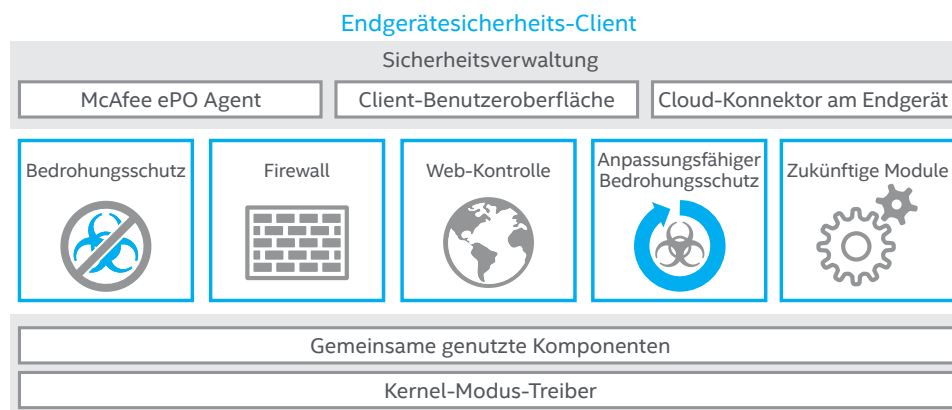 Endgerätesicherheits-Client
Sicherheitsverwaltung
McAfee ePO Agent
Client-Benutzeroberfläche
Cloud-Konnektor am Endgerät
Bedrohungsschutz
Firewall
Web-Kontrolle
Anpassungsfähiger
Bedrohungsschutz
Zukünftige Module
Gemeinsame genutzte Komponenten
Kernel-Modus-Treiber